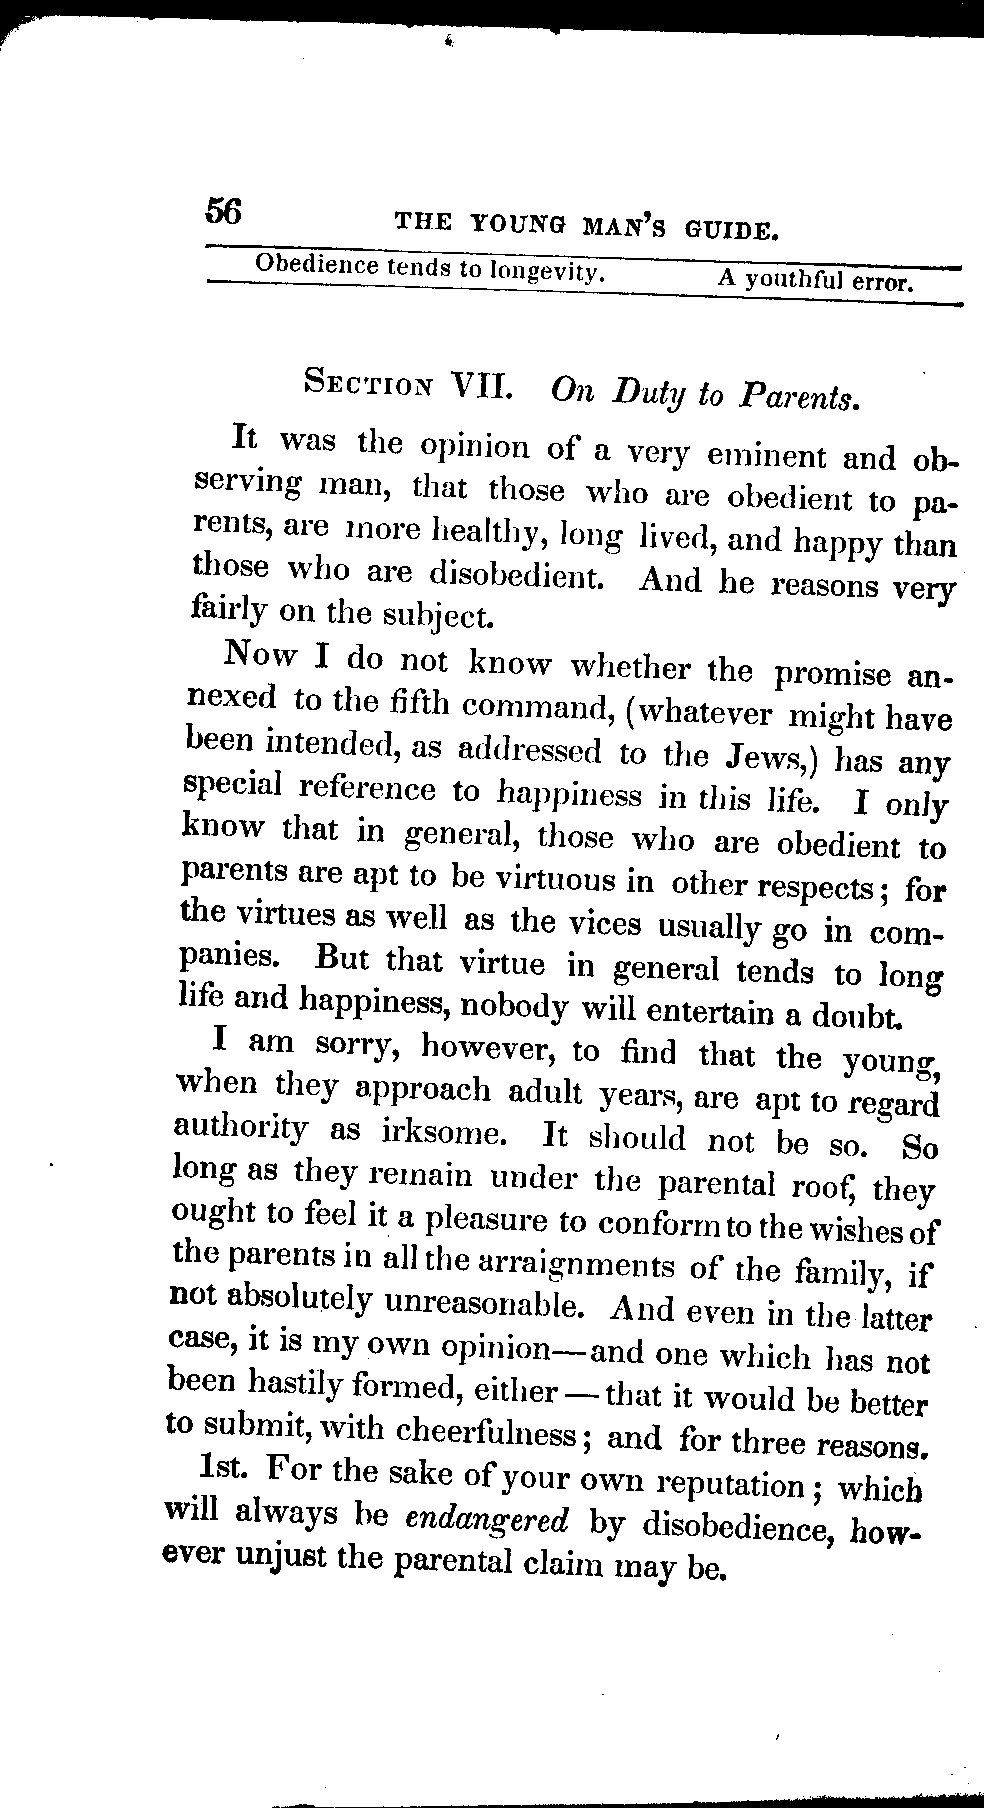 56 THE YOUNG MAN'S GUIDE.
Obedience tends to longevity. A youthful error.
SECTION VII. On Duty to Parents.
It was the opinion of a very eminent and ob-
serving man, that those who are obedient to pa-
rents, are more healthy, long lived, and happy than
those who are disobedient. And he reasons very
fairly on the subject.
Now I do not know whether the promise an-
nexed to the fifth command, (whatever might have
been intended, as addressed to the Jews,) has any
special reference to happiness in this life. I only
know that in general, those who are obedient to
parents are apt to be virtuous in other respects; for
the virtues as well as the vices usually go in com-
panies. But that virtue in general tends to long
life and happiness, nobody will entertain a doubt.
I am sorry, however, to find that the young,
when they approach adult years, are apt to regard
authority as irksome. It should not be so. So
long as they remain under the parental roof, they
ought to feel it a pleasure to conform to the wishes of
the parents in all the arraignments of the family, if
not absolutely unreasonable. And even in the latter
case, it is my own opinion—and one which has not
been hastily formed, either—that it would be better
to submit, with cheerfulness; and for three reasons.
1st. For the sake of your own reputation; which
will always be endangered by disobedience, how-
ever unjust the parental claim may be.